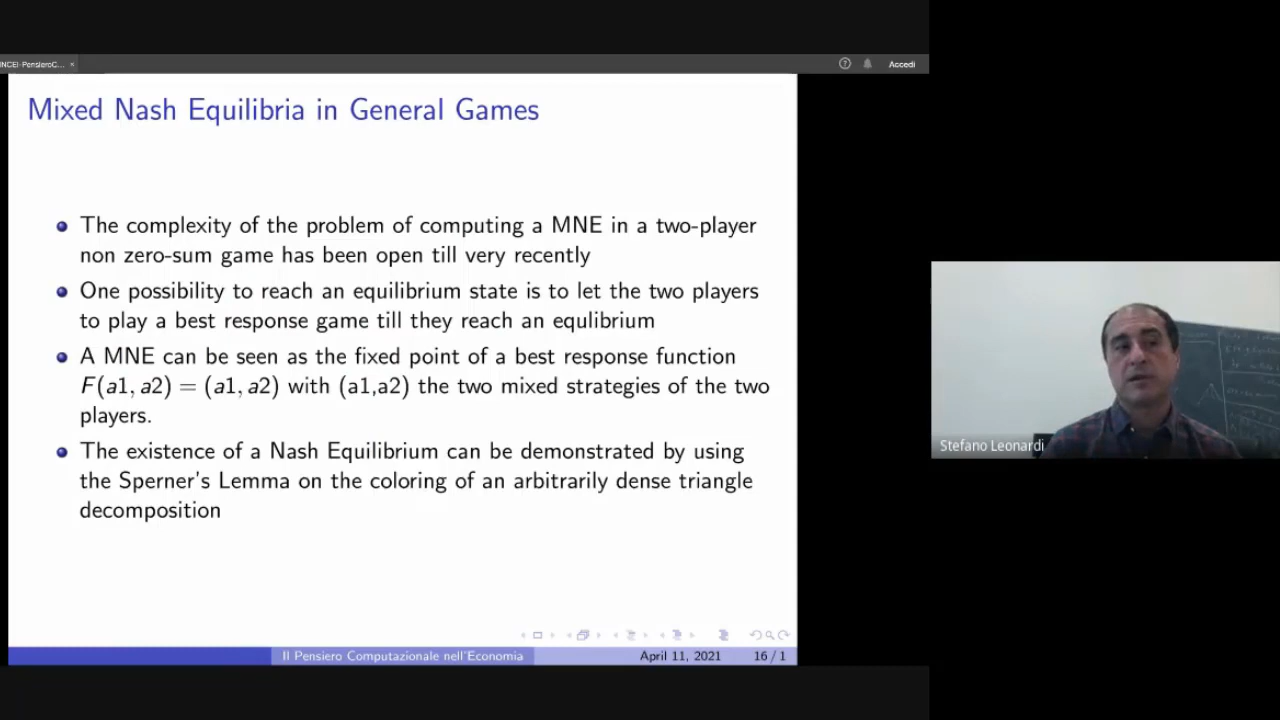 INCEI-PensieroC... ×
Accedi
Mixed Nash Equilibria in General Games
The complexity of the problem of computing a MNE in a two-player
non zero-sum game has been open till very recently
One possibility to reach an equilibrium state is to let the two players
to play a best response game till they reach an equlibrium
A MNE can be seen as the fixed point of a best response function
F(a1, a2) = (a1, a2) with (a1,a2) the two mixed strategies of the two
players.
The existence of a Nash Equilibrium can be demonstrated by using
the Sperner's Lemma on the coloring of an arbitrarily dense triangle
decomposition
Stefano Leonardi
Il Pensiero Computazionale nell'Economia
April 11, 2021
16 / 1